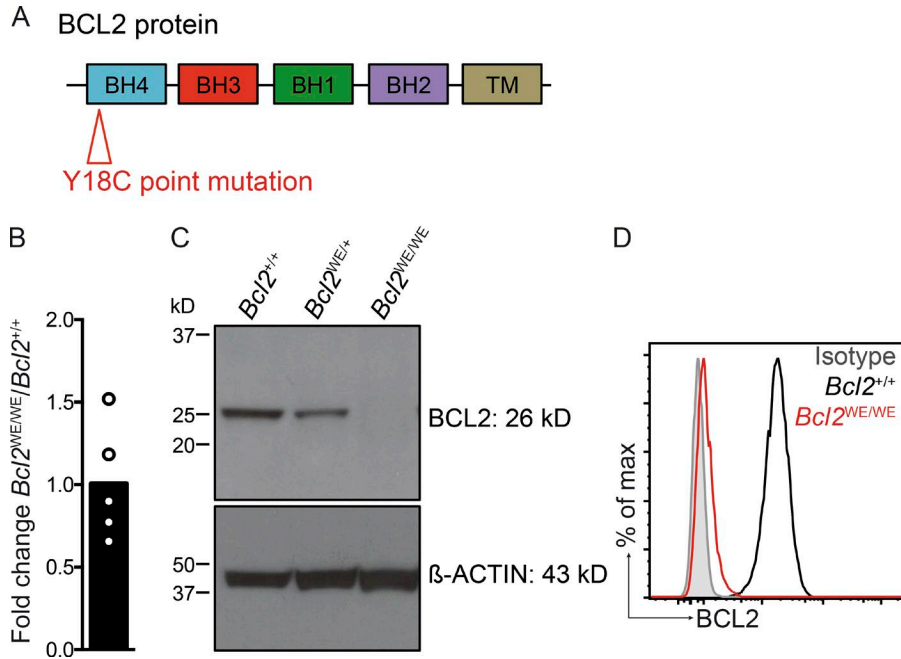 A
BCL2 protein
BH4 BH3 BH1 BH2 TM
Y18C point mutation
B
Fold change Bcl2WE/WE/Bcl2+/+
2.0
1.5
1.0
0.5
0.0
C
Bcl2+/+ Bcl2WE/+ Bcl2WE/WE
kD
37
25
20
BCL2: 26 kD
50
37
ß-ACTIN: 43 kD
D
Isotype
Bcl2+/+
Bcl2WE/WE
% of max
BCL2